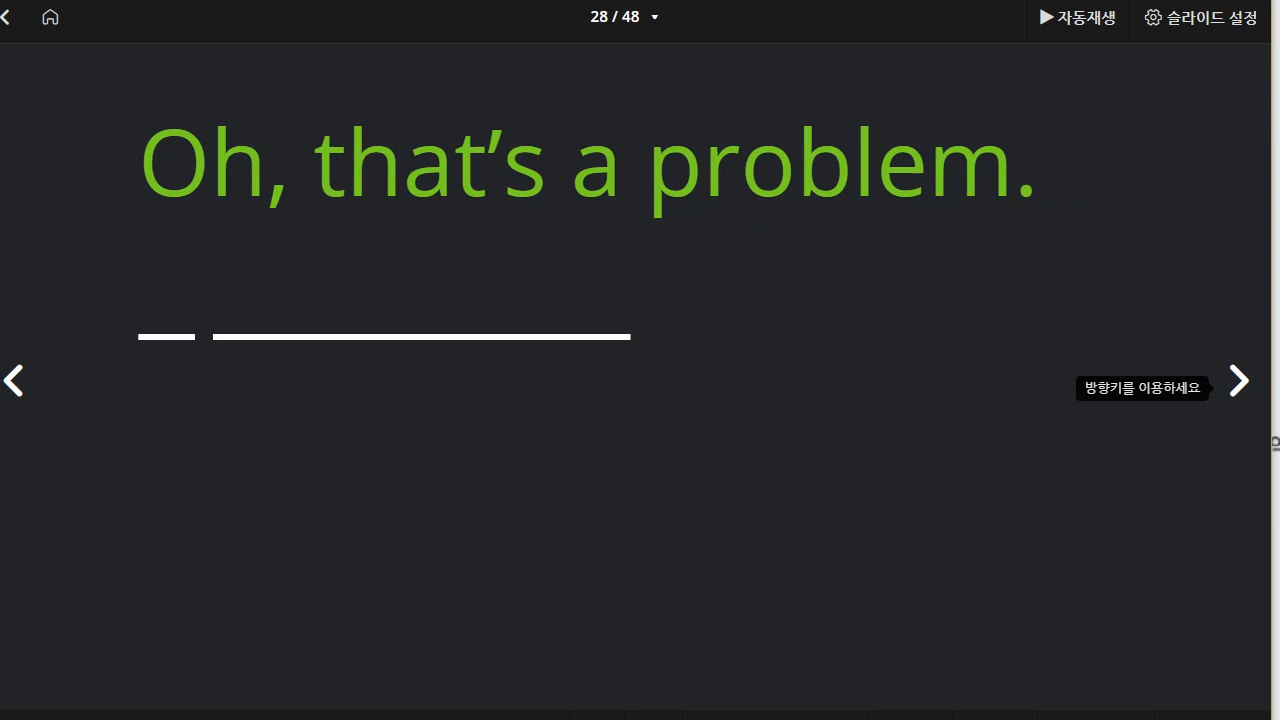 28 / 48
자동재생
슬라이드 설정
Oh, that’s a problem.
방향키를 이용하세요